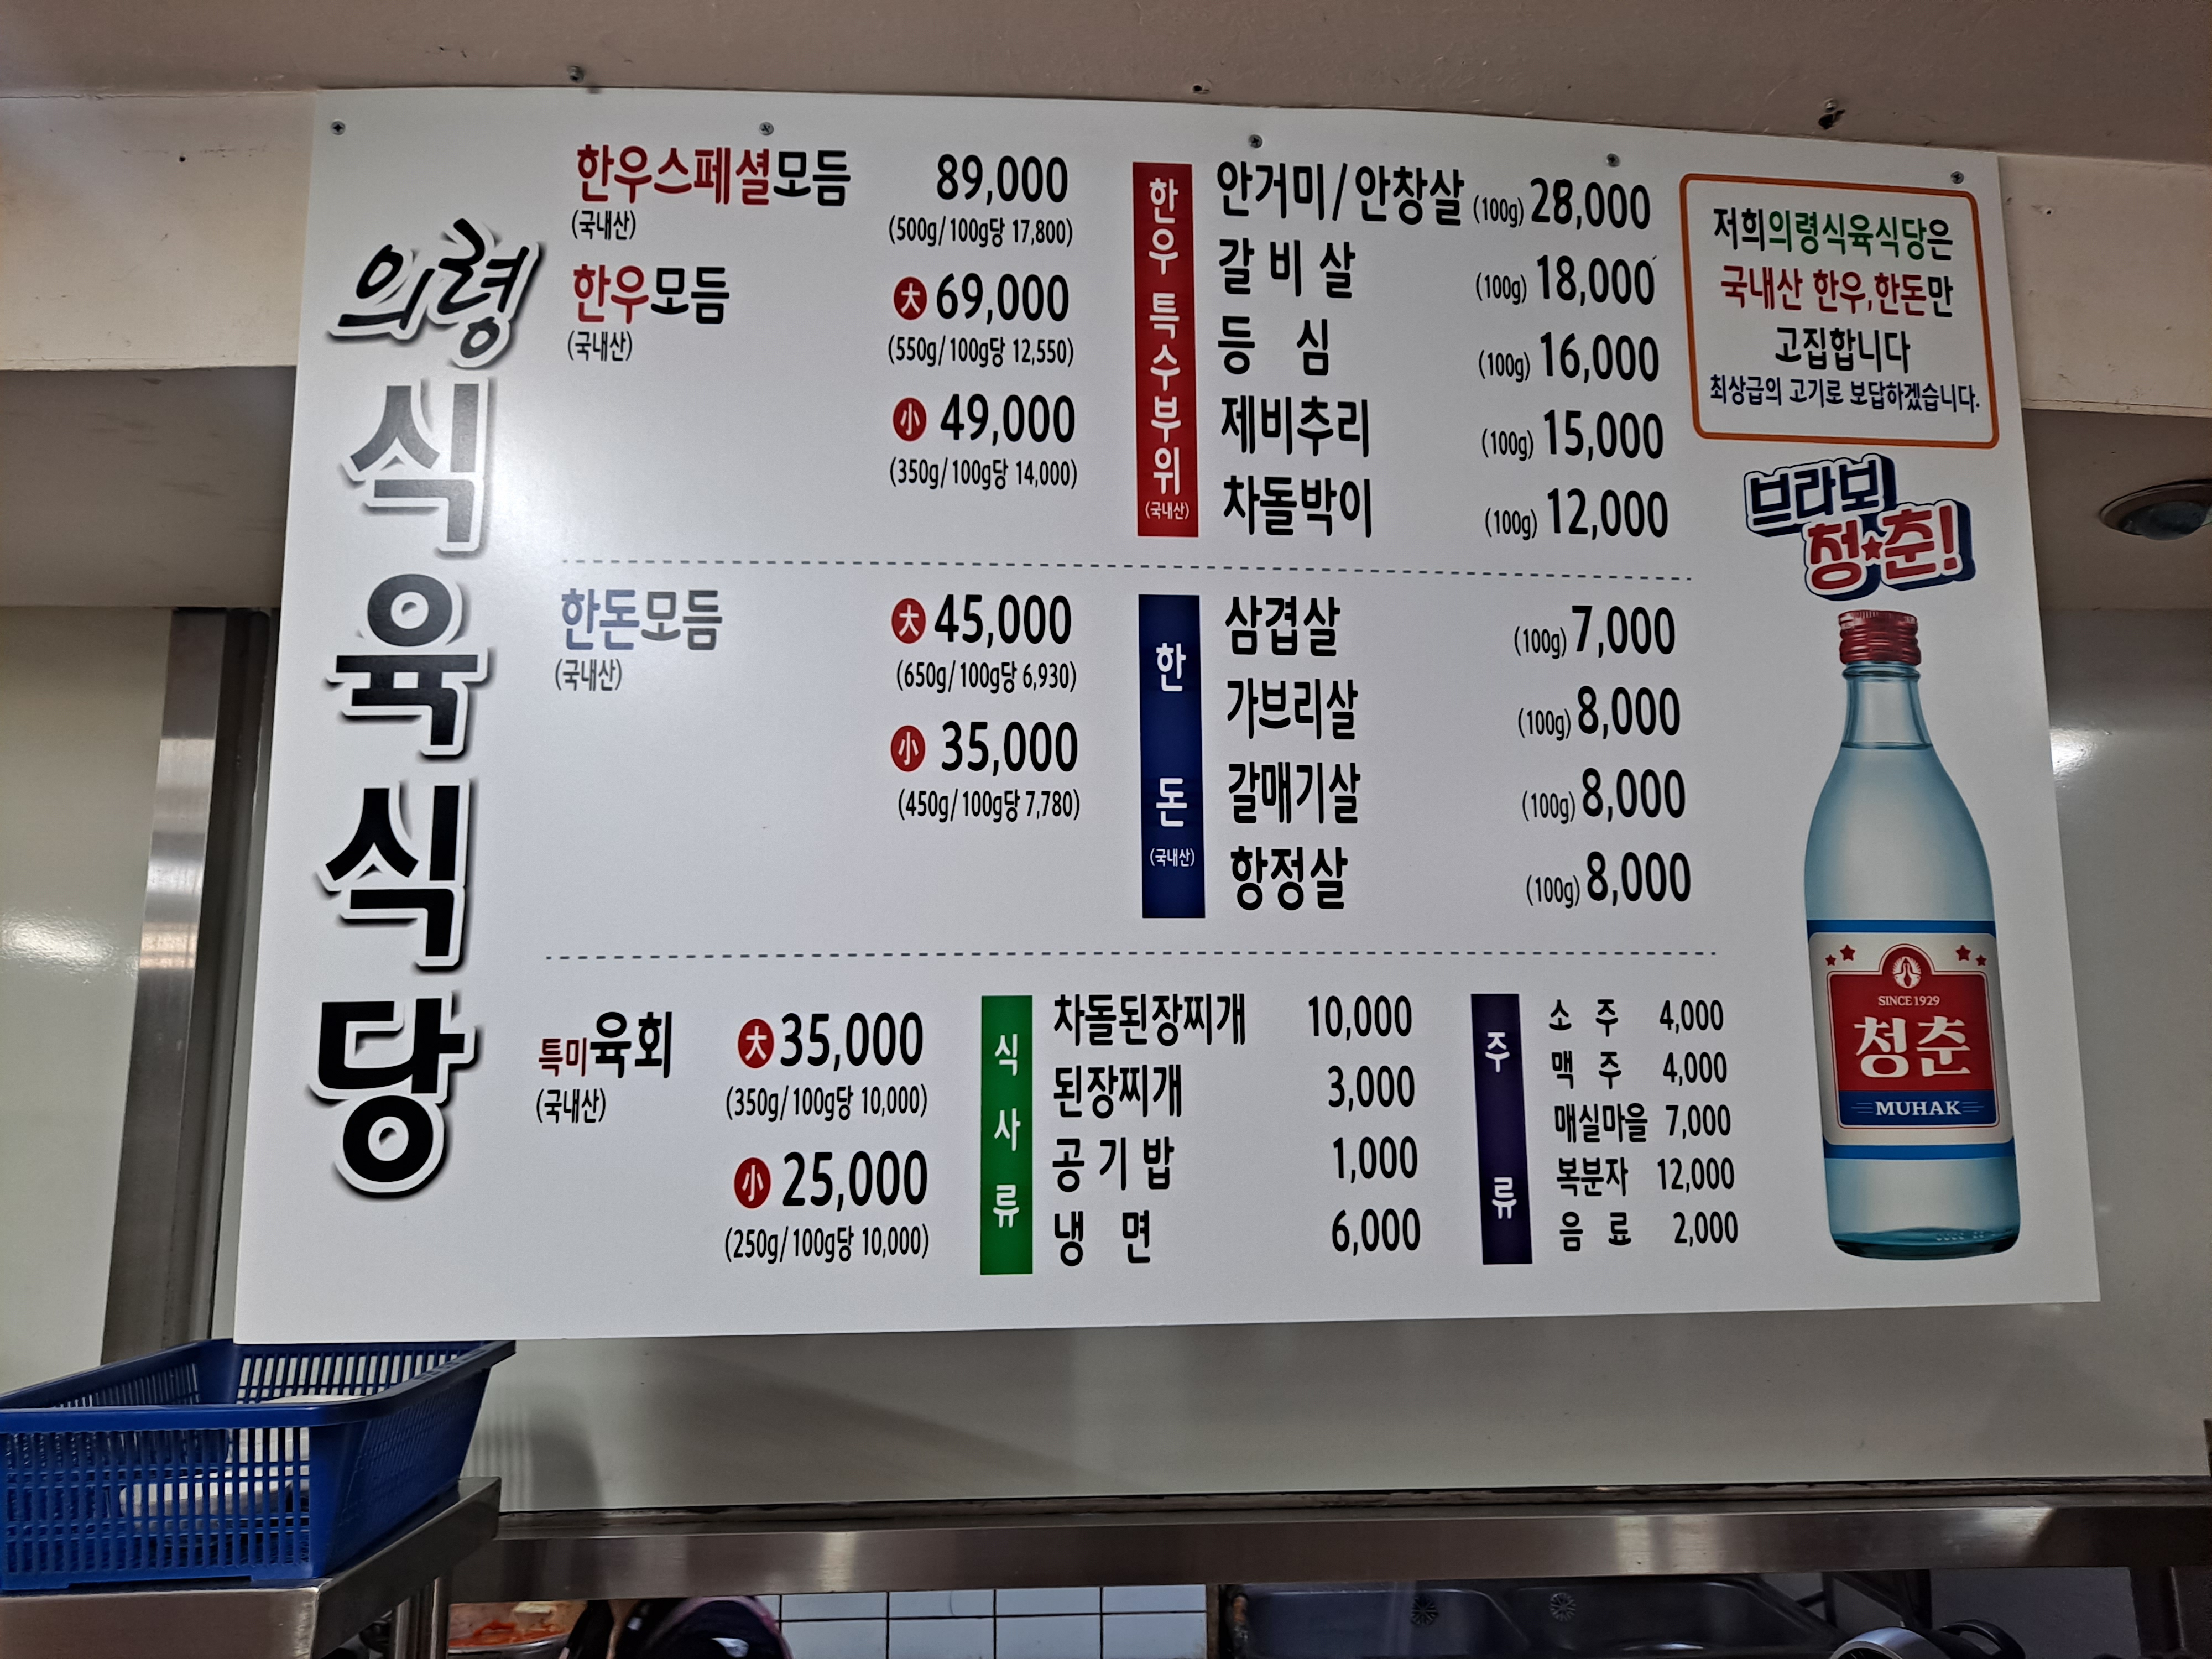 의령
식
육
식
당
한우스페셜모듬 89,000
(국내산) (500g/100g당 17,800)
한우모듬 大 69,000
(국내산) (550g/100g당 12,550)
小 49,000
(350g/100g당 14,000)
한우 특수부위 (국내산)
안거미/안창살 (100g) 28,000
갈비살 (100g) 18,000
등 심 (100g) 16,000
제비추리 (100g) 15,000
차돌박이 (100g) 12,000
저희의령식육식당은
국내산 한우,한돈만
고집합니다
최상급의 고기로 보답하겠습니다.
브라보!
청★춘!
한돈모듬 大 45,000
(국내산) (650g/100g당 6,930)
小 35,000
(450g/100g당 7,780)
한돈 (국내산)
삼겹살 (100g) 7,000
가브리살 (100g) 8,000
갈매기살 (100g) 8,000
항정살 (100g) 8,000
특미육회 大 35,000
(국내산) (350g/100g당 10,000)
小 25,000
(250g/100g당 10,000)
식사류
차돌된장찌개 10,000
된장찌개 3,000
공기밥 1,000
냉 면 6,000
주류
소 주 4,000
맥 주 4,000
매실마을 7,000
복분자 12,000
음 료 2,000
SINCE 1929
청춘
MUHAK